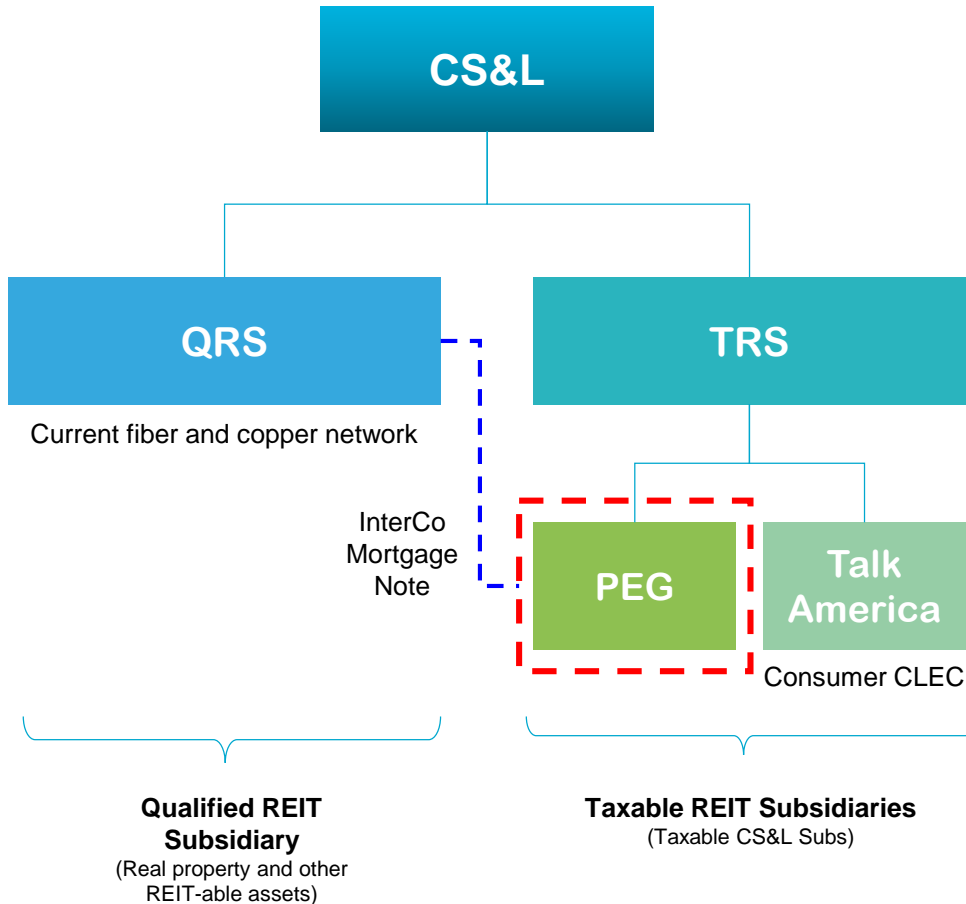 CS&L
QRS
TRS
Current fiber and copper network
InterCo
Mortgage
Note
PEG
Talk
America
Consumer CLEC
Qualified REIT
Subsidiary
(Real property and other
REIT-able assets)
Taxable REIT Subsidiaries
(Taxable CS&L Subs)